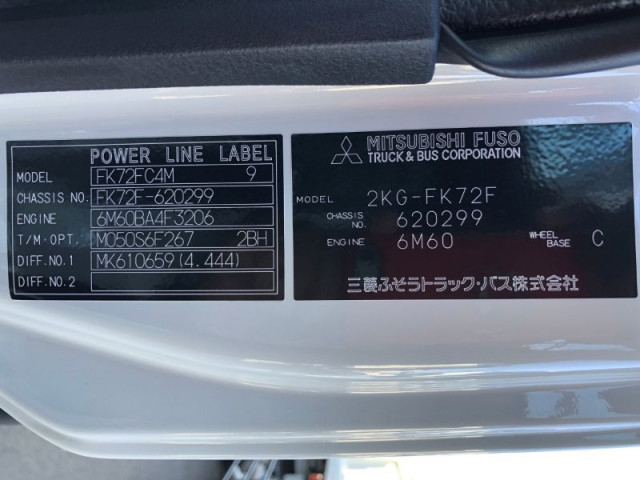 POWER LINE LABEL
MODEL FK72FC4M 9
CHASSIS NO. FK72F-620299
ENGINE 6M60BA4F3206
T/M·OPT. M050S6F267 2BH
DIFF.NO.1 MK610659(4.444)
DIFF.NO.2
MITSUBISHI FUSO
TRUCK & BUS CORPORATION
MODEL 2KG-FK72F
CHASSIS NO. 620299
ENGINE 6M60 WHEEL BASE C
三菱ふそうトラック・バス株式会社